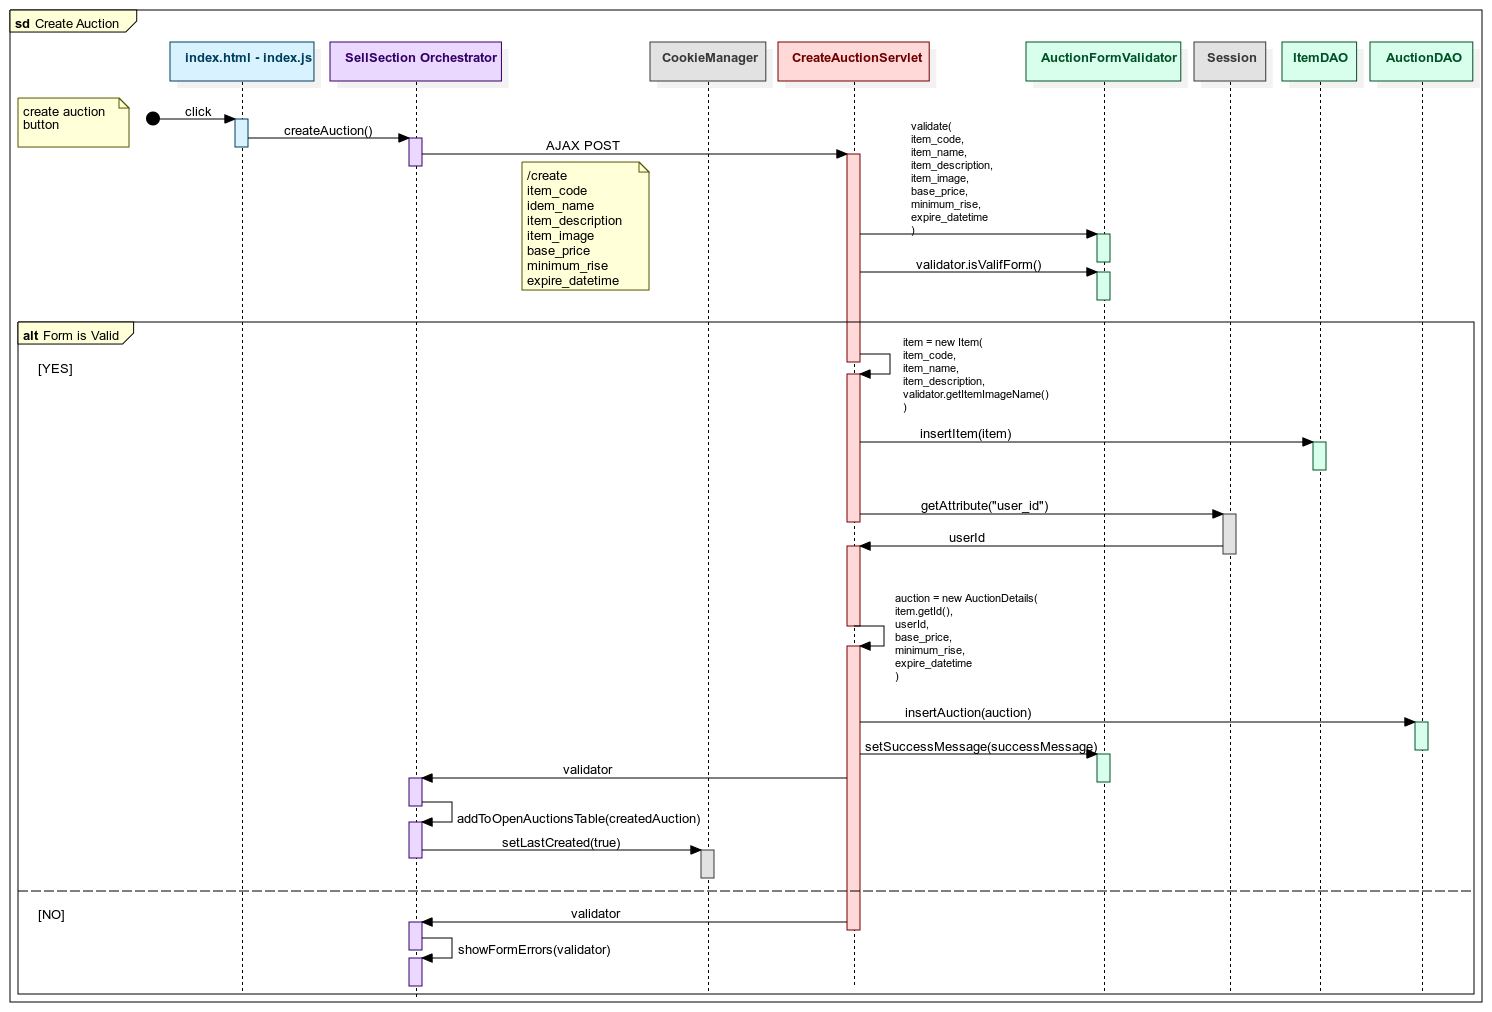 sd Create Auction
index.html - index.js
SellSection Orchestrator
CookieManager
CreateAuctionServlet
AuctionFormValidator
Session
ItemDAO
AuctionDAO
create auction
button
click
createAuction()
AJAX POST
/create
item_code
idem_name
item_description
item_image
base_price
minimum_rise
expire_datetime
validate(
item_code,
item_name,
item_description,
item_image,
base_price,
minimum_rise,
expire_datetime
)
validator.isValifForm()
alt Form is Valid
[YES]
item = new Item(
item_code,
item_name,
item_description,
validator.getItemImageName()
)
insertItem(item)
getAttribute("user_id")
userId
auction = new AuctionDetails(
item.getId(),
userId,
base_price,
minimum_rise,
expire_datetime
)
insertAuction(auction)
setSuccessMessage(successMessage)
validator
addToOpenAuctionsTable(createdAuction)
setLastCreated(true)
[NO]
validator
showFormErrors(validator)